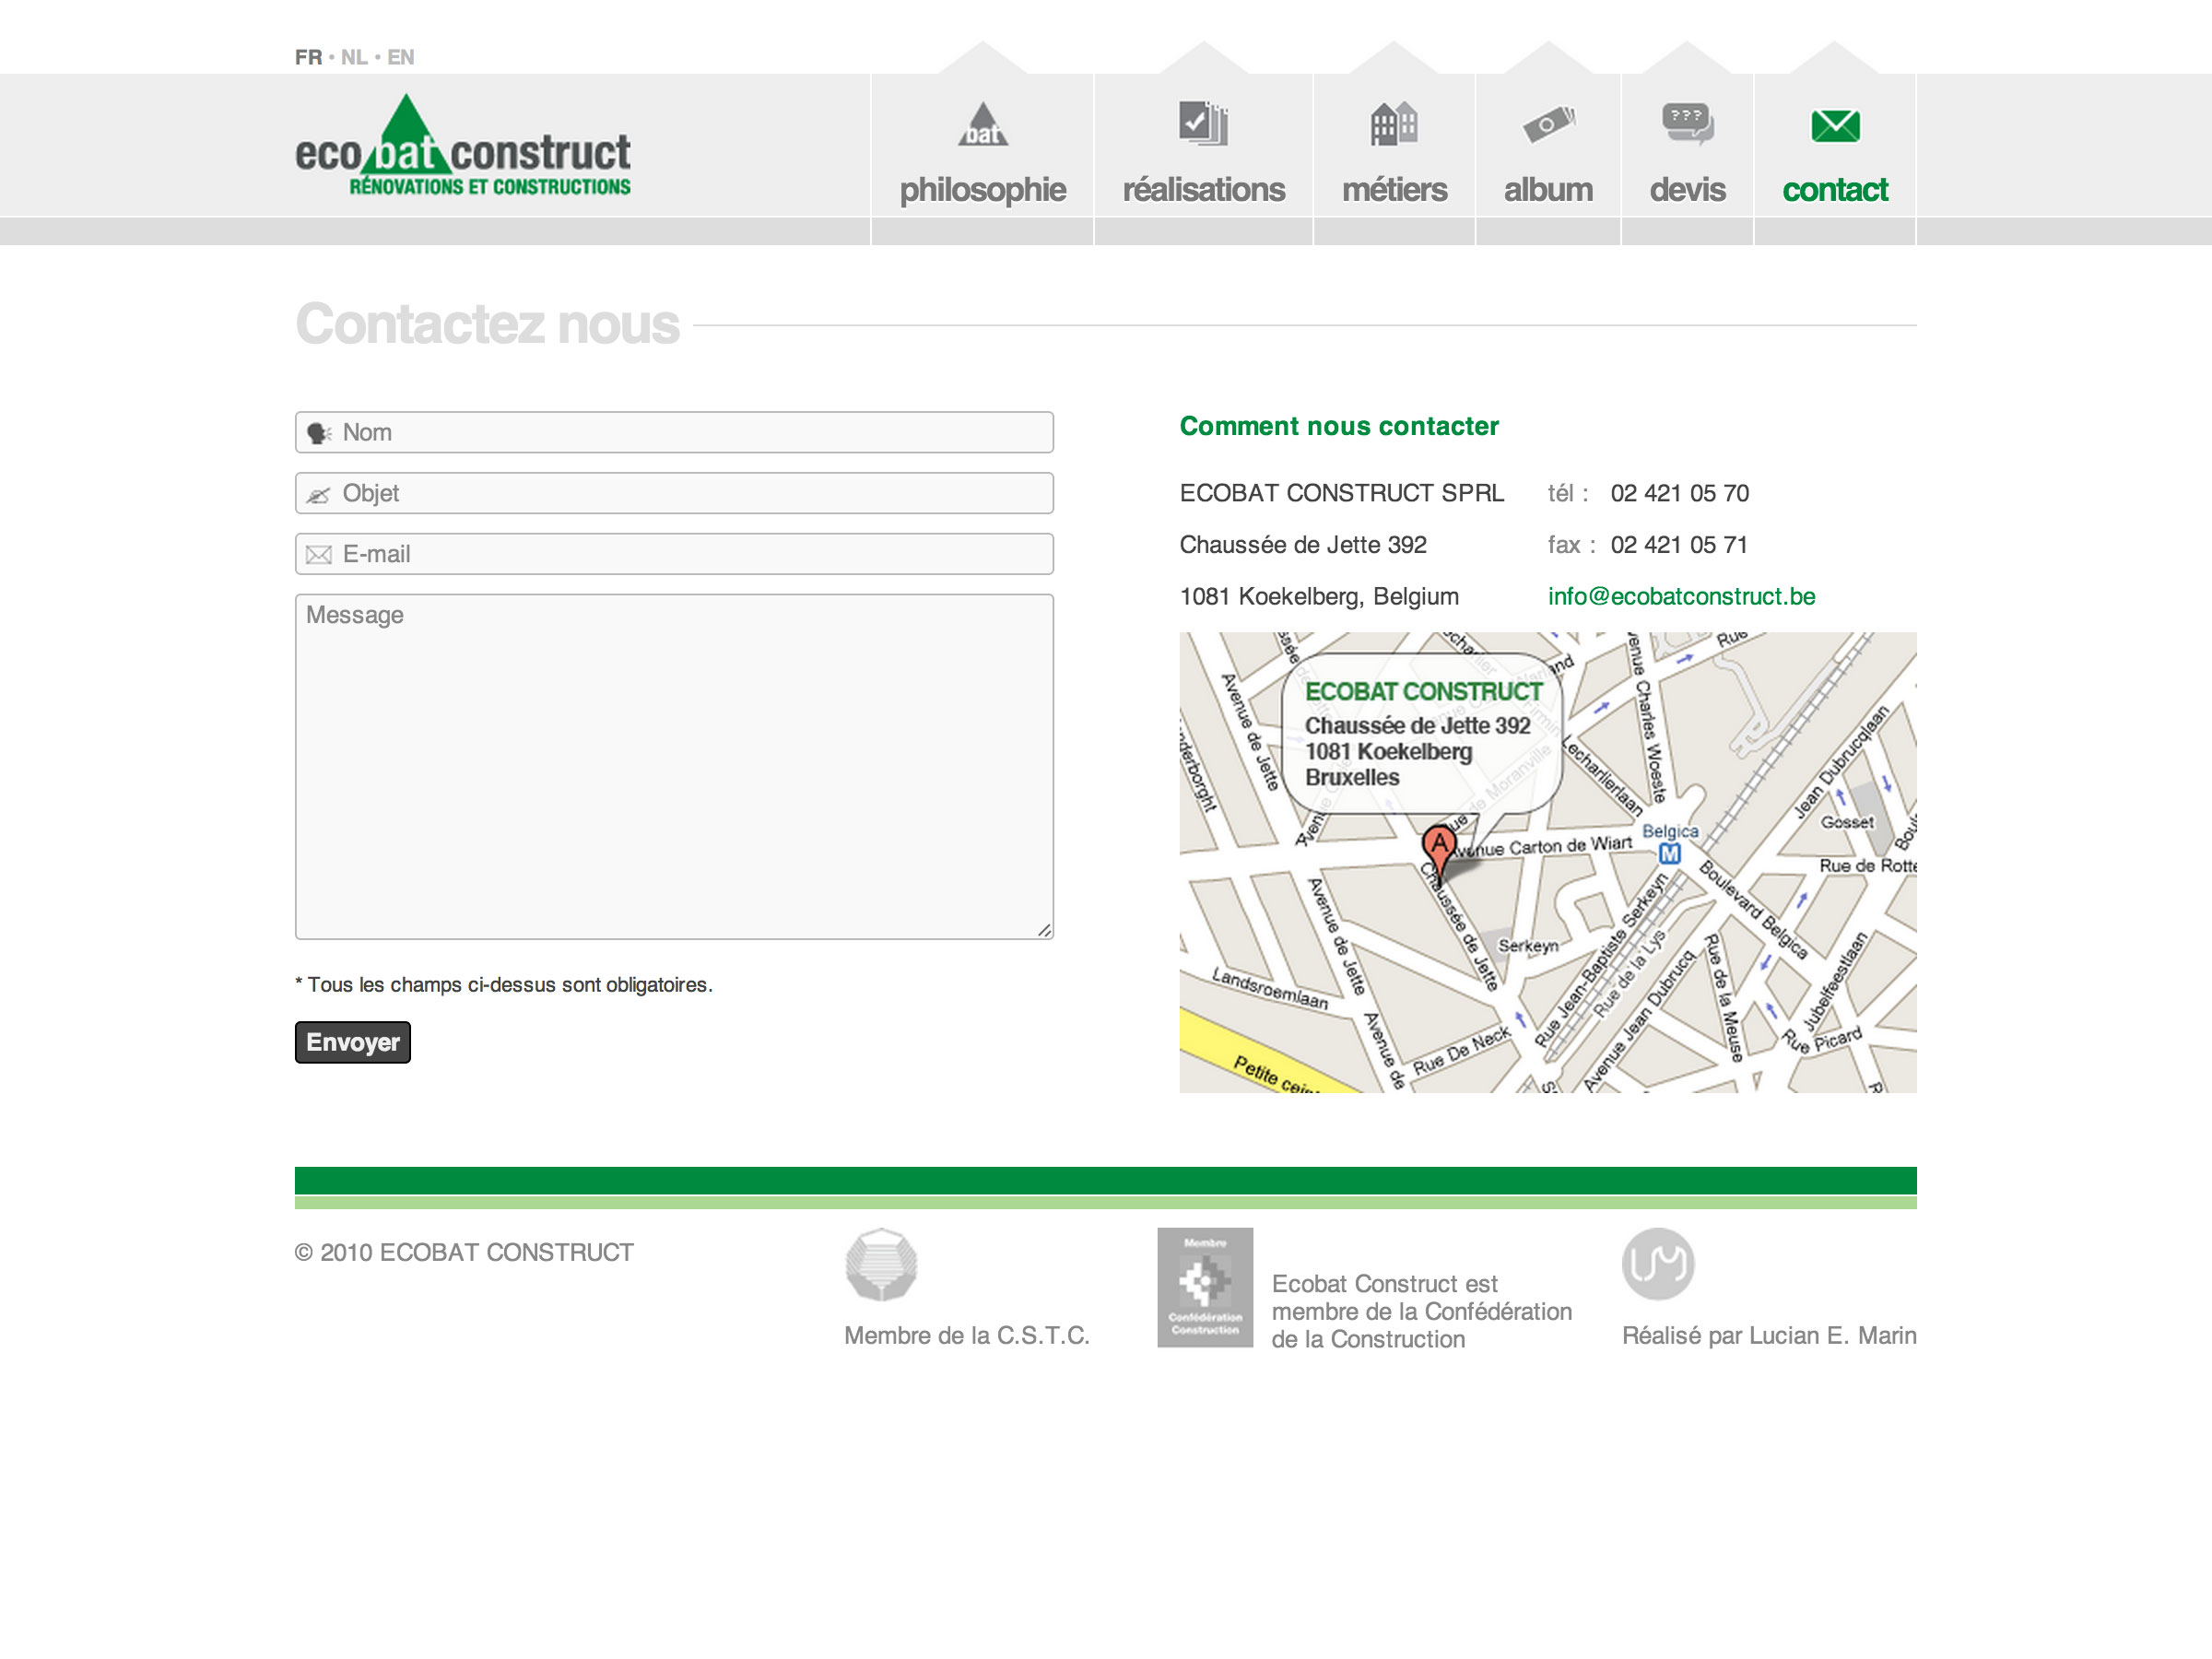 FR • NL • EN
eco bat construct
RÉNOVATIONS ET CONSTRUCTIONS
bat
???
philosophie
réalisations
métiers
album
devis
contact
Contactez nous
Nom
Objet
E-mail
Message
* Tous les champs ci-dessus sont obligatoires.
Envoyer
Comment nous contacter
ECOBAT CONSTRUCT SPRL
tél : 02 421 05 70
Chaussée de Jette 392
fax : 02 421 05 71
1081 Koekelberg, Belgium
info@ecobatconstruct.be
ECOBAT CONSTRUCT
Chaussée de Jette 392
1081 Koekelberg
Bruxelles
Rue
Avenue de Jette
Avenue Charles Woeste
Lecharlierlaan
Rue de Moranville
Jean Dubrucqlaan
Gosset
Belgica
M
A
Avenue Carton de Wiart
Rue de Rotte
Boulevard Belgica
Chaussée de Jette
Avenue de Jette
Serkeyn
Rue Jean-Baptiste Serkeyn
Rue de la Lys
Avenue Jean Dubrucq
Rue de la Meuse
Jubelfeestlaan
Rue Picard
Landsroemlaan
Avenue de
Rue De Neck
Petite cein
© 2010 ECOBAT CONSTRUCT
Membre de la C.S.T.C.
Membre
Confédération
Construction
Ecobat Construct est
membre de la Confédération
de la Construction
Réalisé par Lucian E. Marin